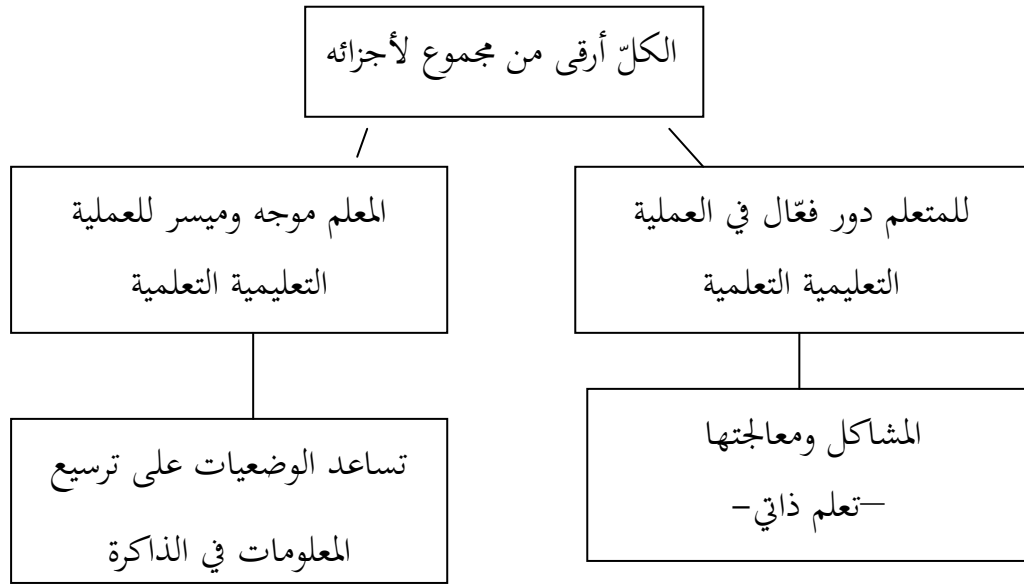 الكلّ أرقى من مجموع لأجزائه
للمتعلم دور فعّال في العملية
التعليمية التعلمية
المعلم موجه وميسر للعملية
التعليمية التعلمية
المشاكل ومعالجتها
–تعلم ذاتي–
تساعد الوضعيات على ترسيع
المعلومات في الذاكرة